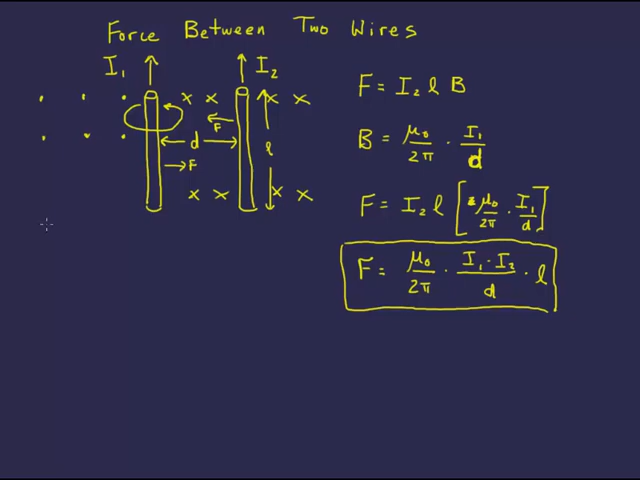 Force Between Two Wires
I₁ I₂
• • • x x x x
F
• • • d l
F
x x x x
F = I₂ l B
B = μ₀/2π · I₁/d
F = I₂ l [μ₀/2π · I₁/d]
F = μ₀/2π · I₁·I₂/d · l